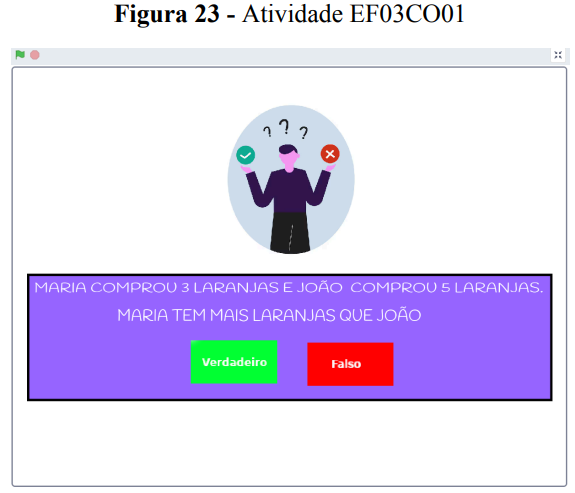 Figura 23 - Atividade EF03CO01
? ? ?
MARIA COMPROU 3 LARANJAS E JOÃO COMPROU 5 LARANJAS.
MARIA TEM MAIS LARANJAS QUE JOÃO
Verdadeiro Falso